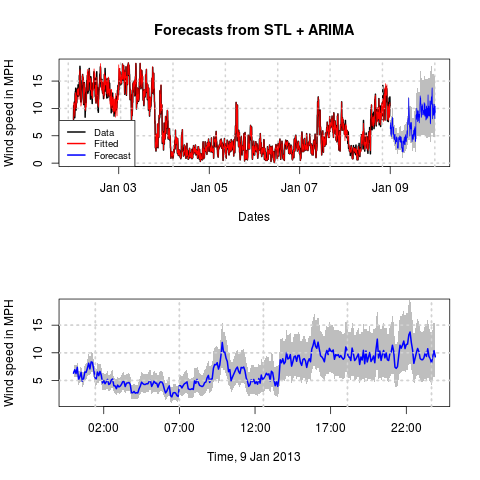 Forecasts from STL + ARIMA
Wind speed in MPH
15
10
5
0
Data
Fitted
Forecast
Jan 03
Jan 05
Jan 07
Jan 09
Dates
Wind speed in MPH
15
10
5
02:00
07:00
12:00
17:00
22:00
Time, 9 Jan 2013